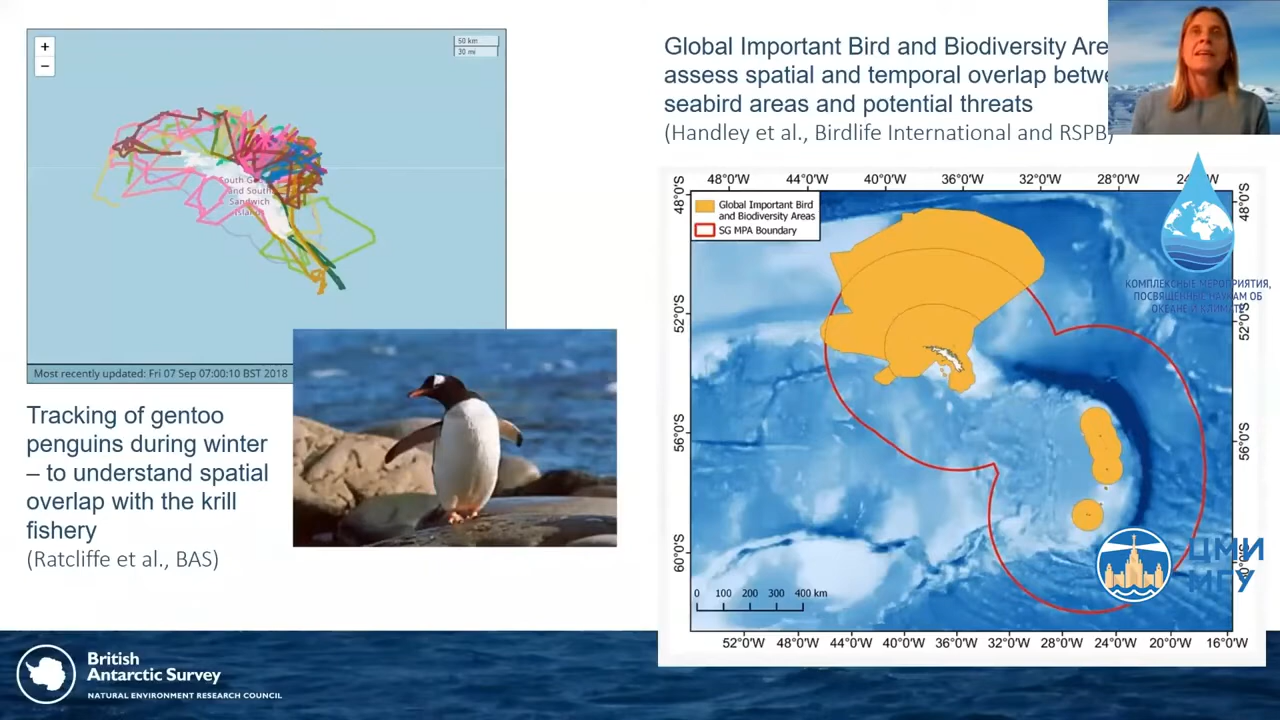 +
−
50 km
30 mi
and South
Sandwich
Most recently updated: Fri 07 Sep 07:00:10 BST 2018
Tracking of gentoo
penguins during winter
– to understand spatial
overlap with the krill
fishery
(Ratcliffe et al., BAS)
British
Antarctic Survey
NATURAL ENVIRONMENT RESEARCH COUNCIL
Global Important Bird and Biodiversity Are
assess spatial and temporal overlap betwe
seabird areas and potential threats
(Handley et al., Birdlife International and RSPB)
48°0'W 44°0'W 40°0'W 36°0'W 32°0'W 28°0'W
48°0'S 48°0'S
Global Important Bird
and Biodiversity Areas
SG MPA Boundary
КОМПЛЕКСНЫЕ МЕРОПРИЯТИЯ,
ПОСВЯЩЕННЫЕ НАУКАМ ОБ
ОКЕАНЕ И КЛИМАТЕ
52°0'S 52°0'S
56°0'S 56°0'S
60°0'S
ЦМИ
МГУ
0 100 200 300 400 km
52°0'W 48°0'W 44°0'W 40°0'W 36°0'W 32°0'W 28°0'W 24°0'W 20°0'W 16°0'W